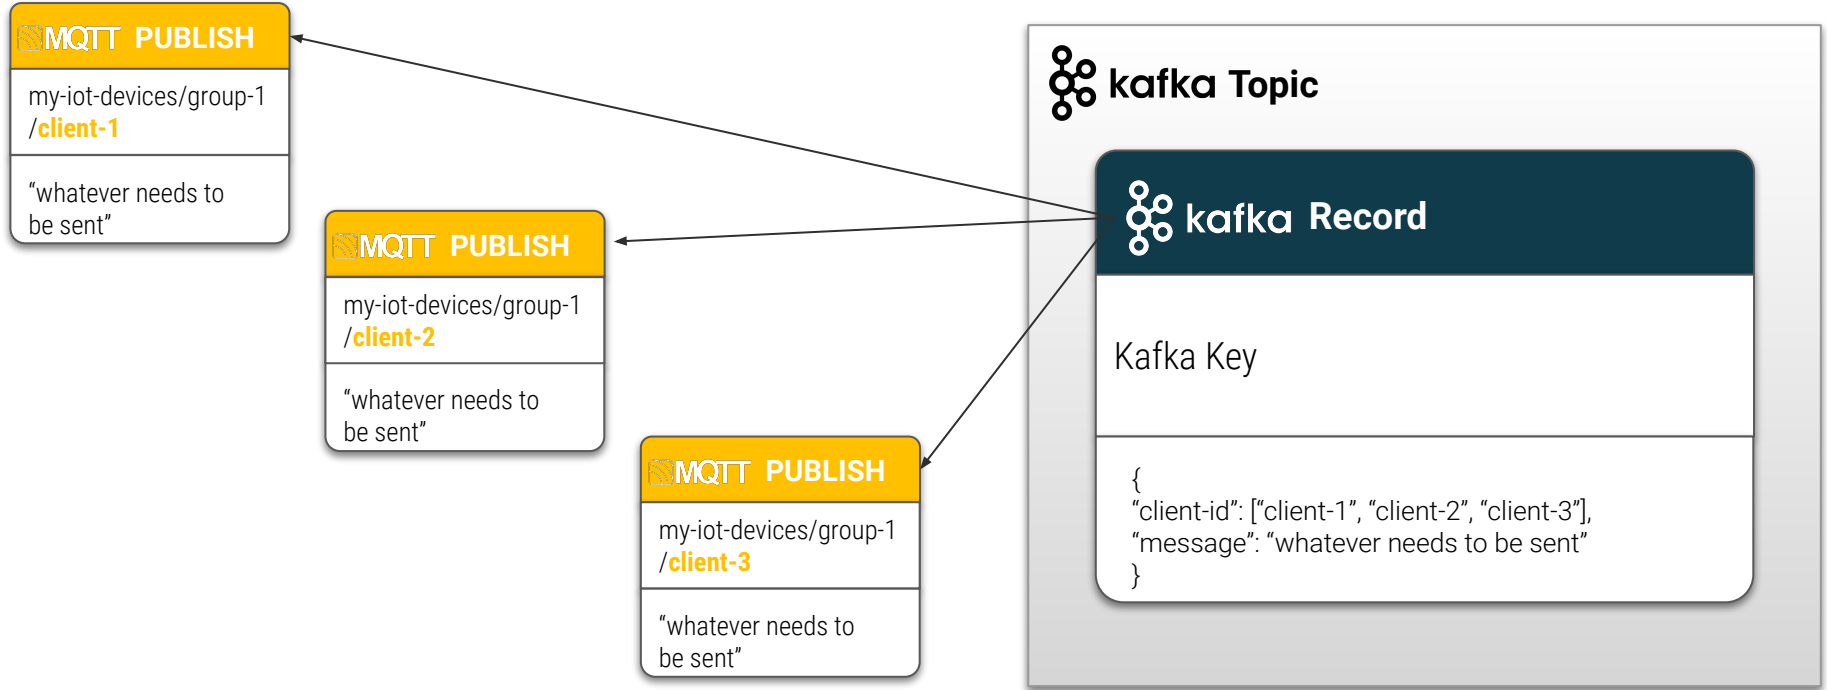 MQTT PUBLISH
my-iot-devices/group-1
/client-1
“whatever needs to
be sent”
MQTT PUBLISH
my-iot-devices/group-1
/client-2
“whatever needs to
be sent”
MQTT PUBLISH
my-iot-devices/group-1
/client-3
“whatever needs to
be sent”
kafka Topic
kafka Record
Kafka Key
{
“client-id”: [“client-1”, “client-2”, “client-3”],
“message”: “whatever needs to be sent”
}